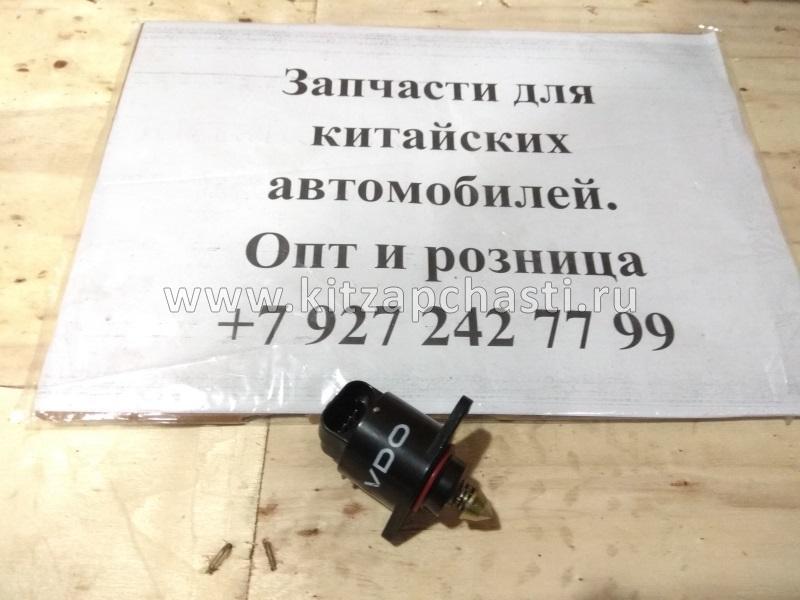 Запчасти для
китайских
автомобилей.
Опт и розница
www.kitzapchasti.ru
+7 927 242 77 99
VDO